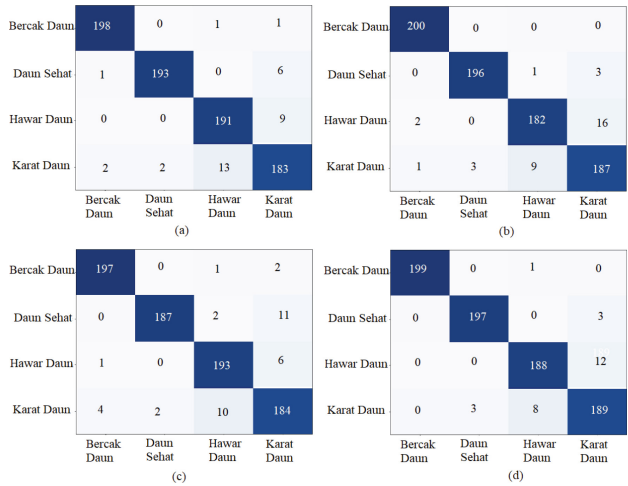 Bercak Daun 198 0 1 1
Daun Sehat 1 193 0 6
Hawar Daun 0 0 191 9
Karat Daun 2 2 13 183
Bercak Daun Hawar Karat
Daun Sehat Daun Daun
(a)
Bercak Daun 200 0 0 0
Daun Sehat 0 196 1 3
Hawar Daun 2 0 182 16
Karat Daun 1 3 9 187
Bercak Daun Hawar Karat
Daun Sehat Daun Daun
(b)
Bercak Daun 197 0 1 2
Daun Sehat 0 187 2 11
Hawar Daun 1 0 193 6
Karat Daun 4 2 10 184
Bercak Daun Hawar Karat
Daun Sehat Daun Daun
(c)
Bercak Daun 199 0 1 0
Daun Sehat 0 197 0 3
Hawar Daun 0 0 188 12
Karat Daun 0 3 8 189
Bercak Daun Hawar Karat
Daun Sehat Daun Daun
(d)